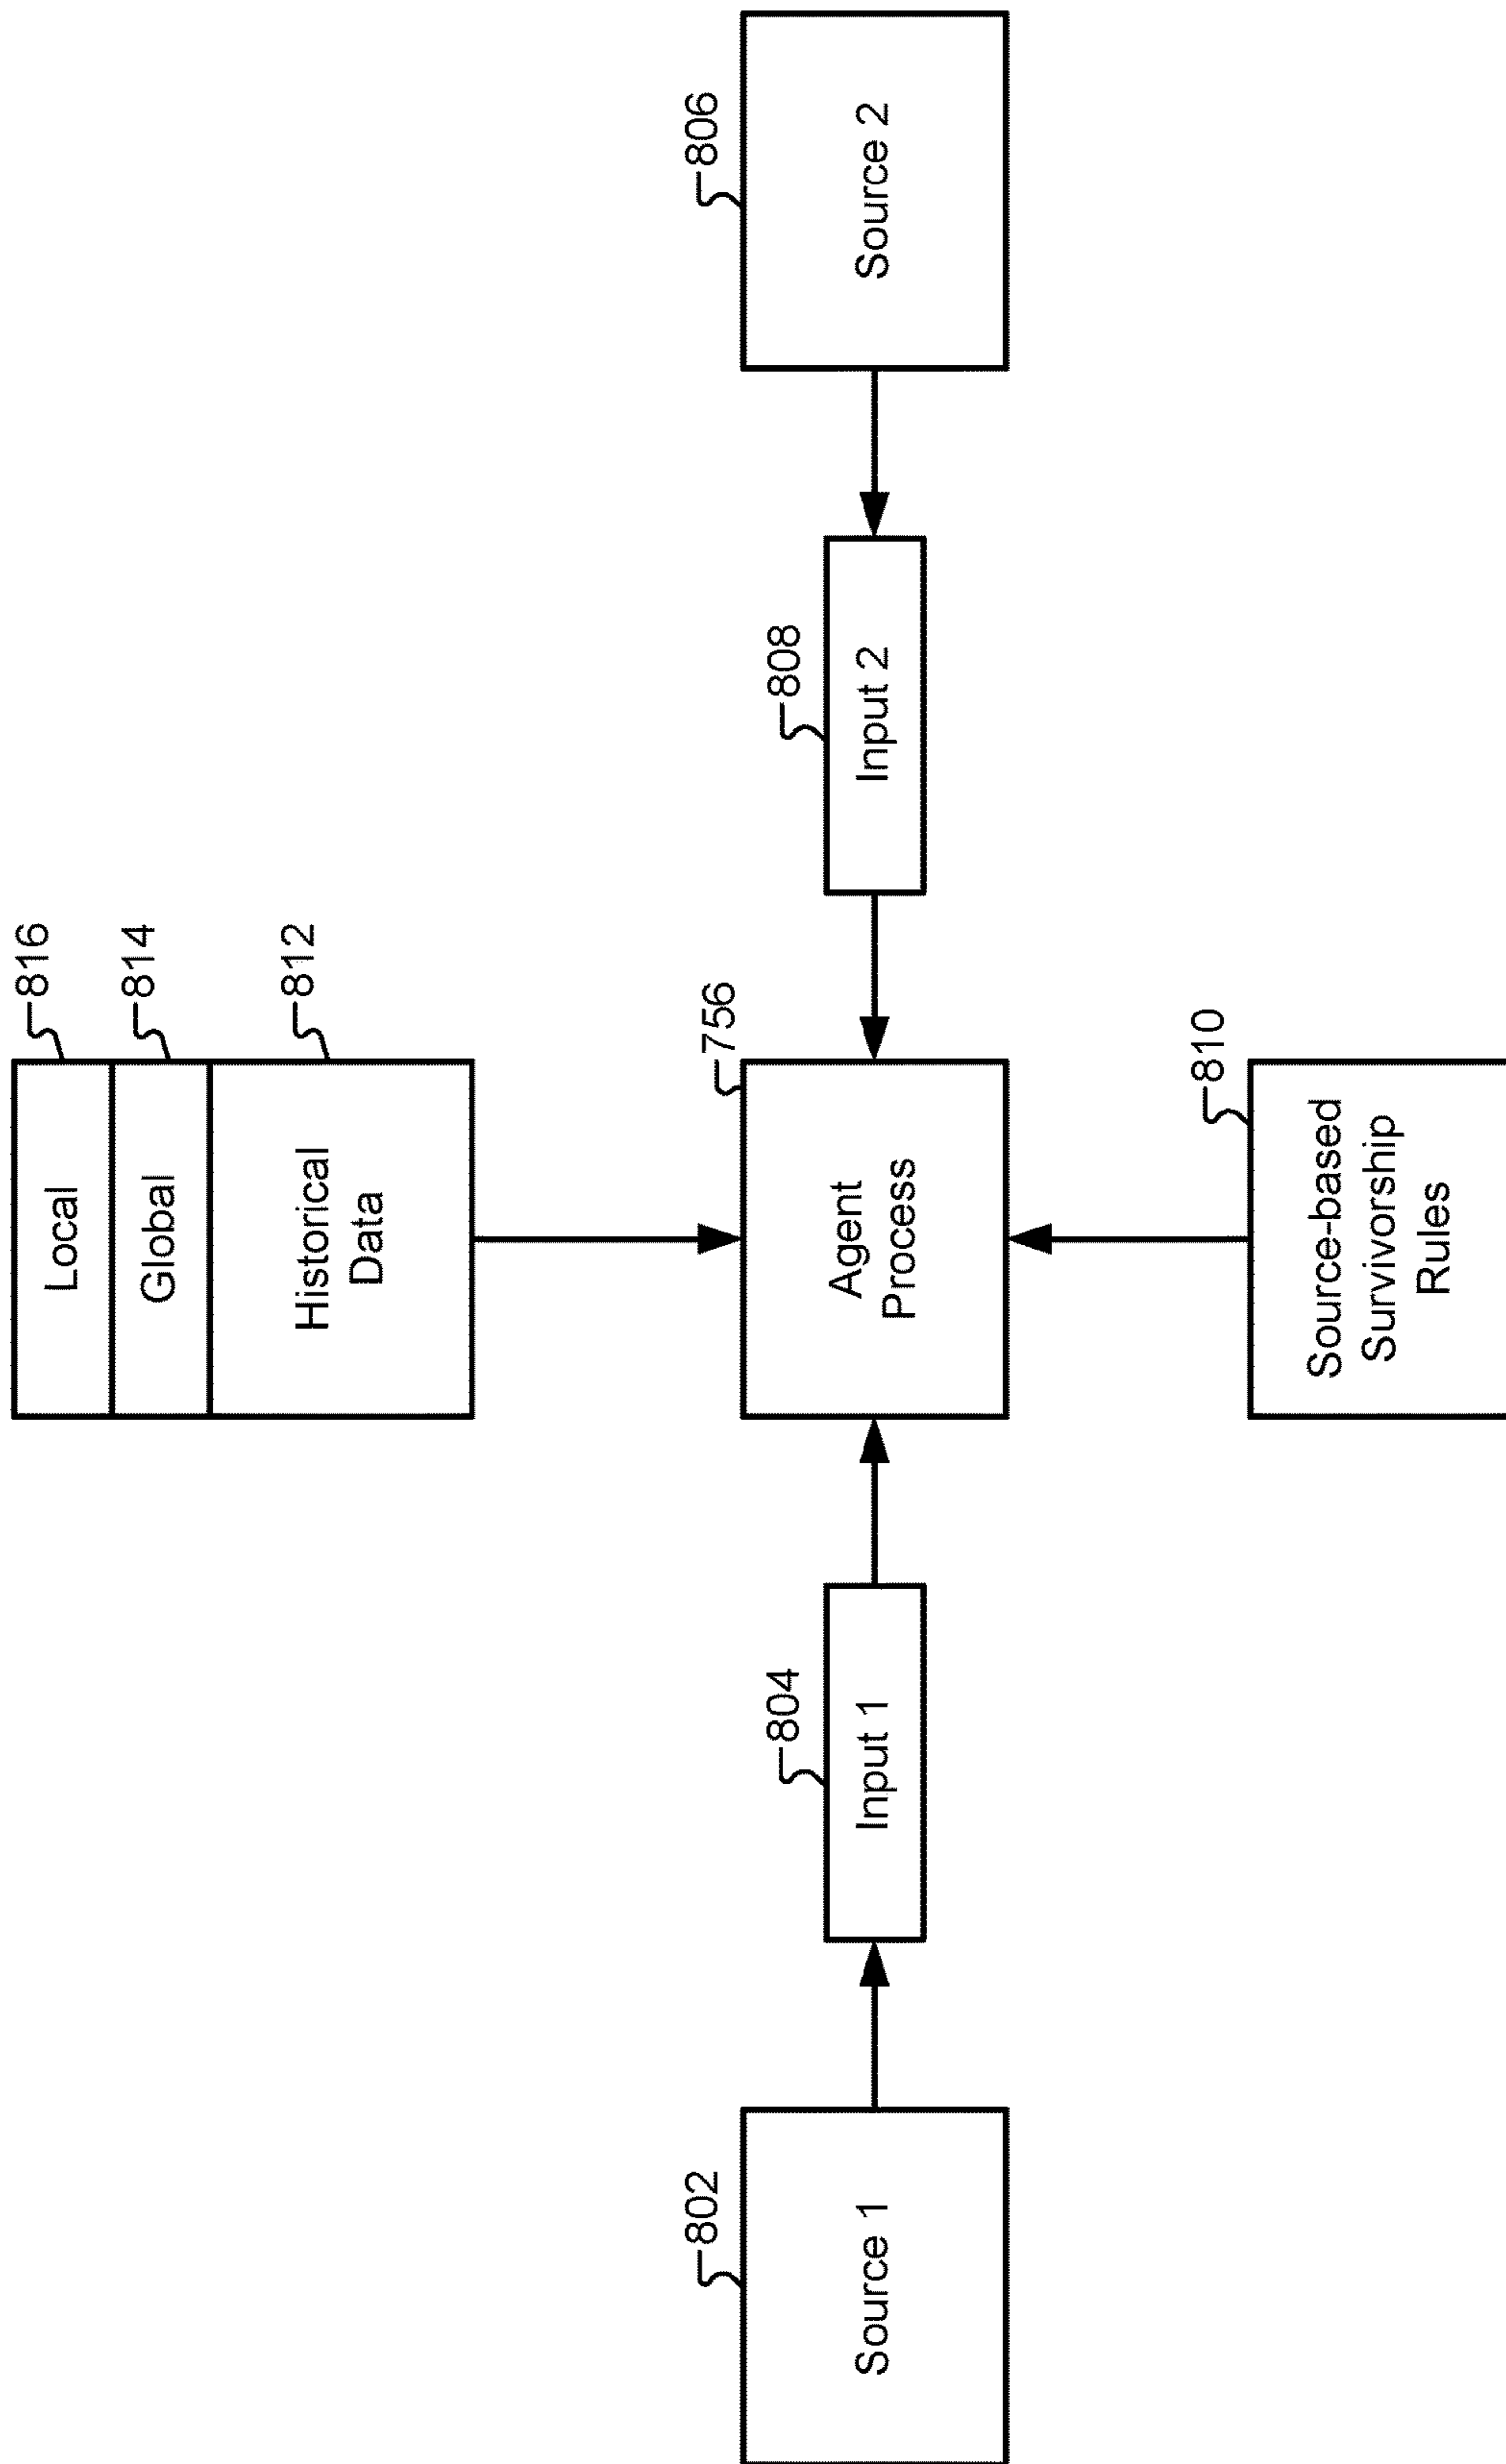 816
Local
814
Global
812
Historical
Data
802
Source 1
804
Input 1
756
Agent
Process
808
Input 2
806
Source 2
810
Source-based
Survivorship
Rules